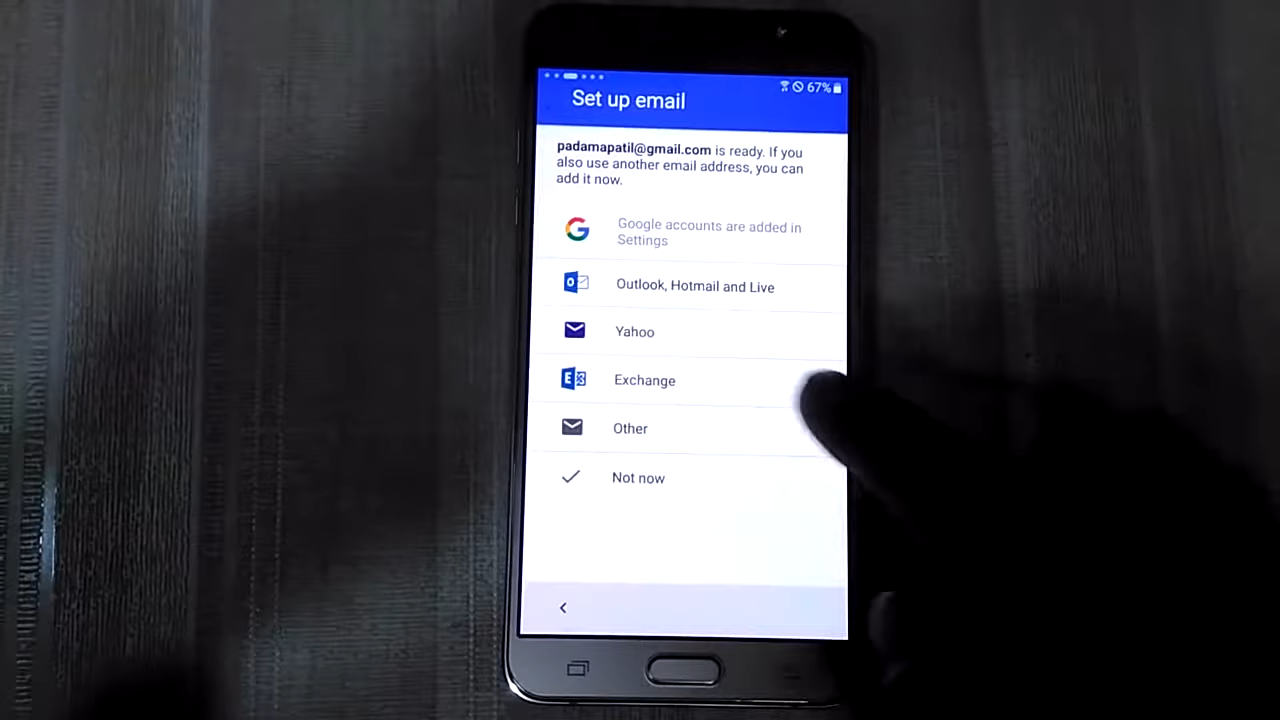 67%
Set up email
padamapatil@gmail.com is ready. If you
also use another email address, you can
add it now.
Google accounts are added in
Settings
Outlook, Hotmail and Live
Yahoo
Exchange
Other
Not now